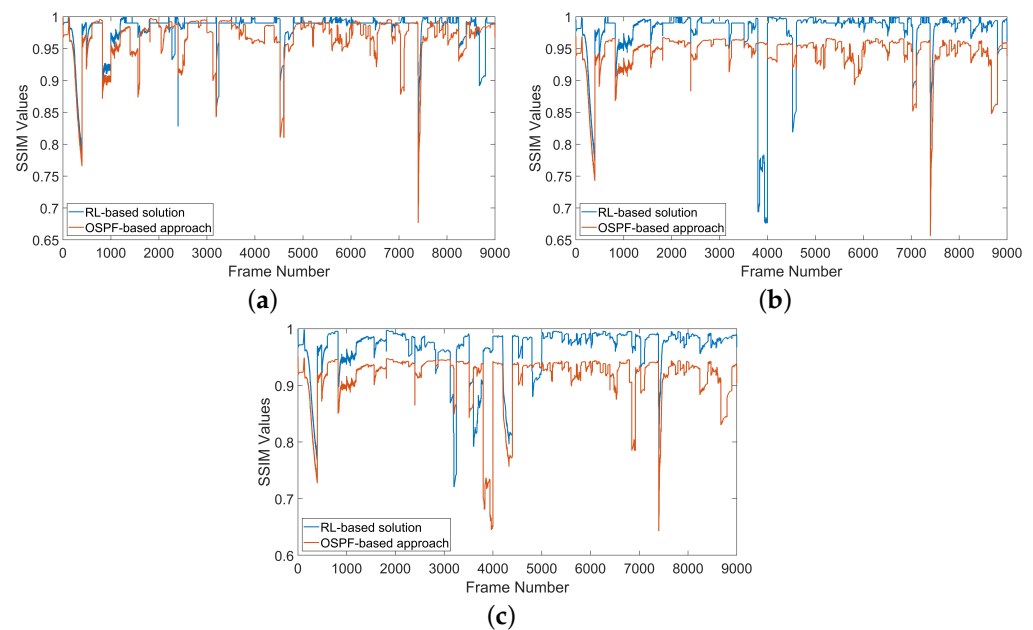 1
0.95
0.9
0.85
0.8
0.75
0.7
0.65
SSIM Values
RL-based solution
OSPF-based approach
0 1000 2000 3000 4000 5000 6000 7000 8000 9000
Frame Number
(a)
1
0.95
0.9
0.85
0.8
0.75
0.7
0.65
SSIM Values
RL-based solution
OSPF-based approach
0 1000 2000 3000 4000 5000 6000 7000 8000 9000
Frame Number
(b)
1
0.9
0.8
0.7
0.6
SSIM Values
RL-based solution
OSPF-based approach
0 1000 2000 3000 4000 5000 6000 7000 8000 9000
Frame Number
(c)